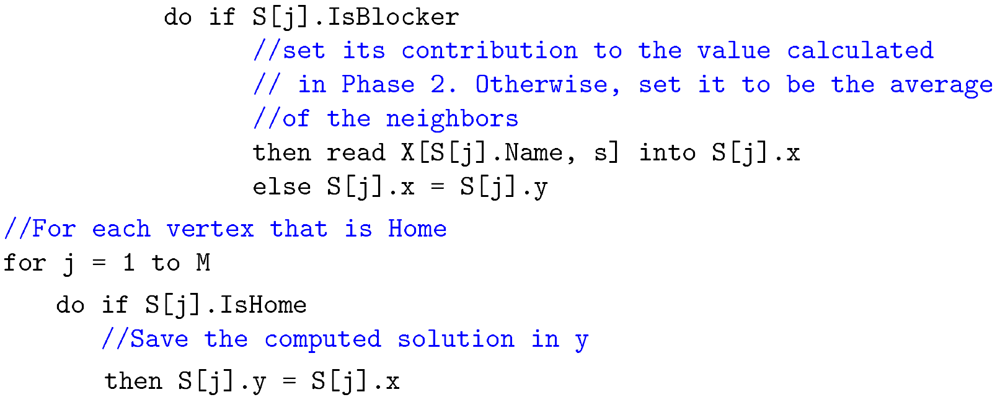 do if S[j].IsBlocker
//set its contribution to the value calculated
// in Phase 2. Otherwise, set it to be the average
//of the neighbors
then read X[S[j].Name, s] into S[j].x
else S[j].x = S[j].y
//For each vertex that is Home
for j = 1 to M
do if S[j].IsHome
//Save the computed solution in y
then S[j].y = S[j].x